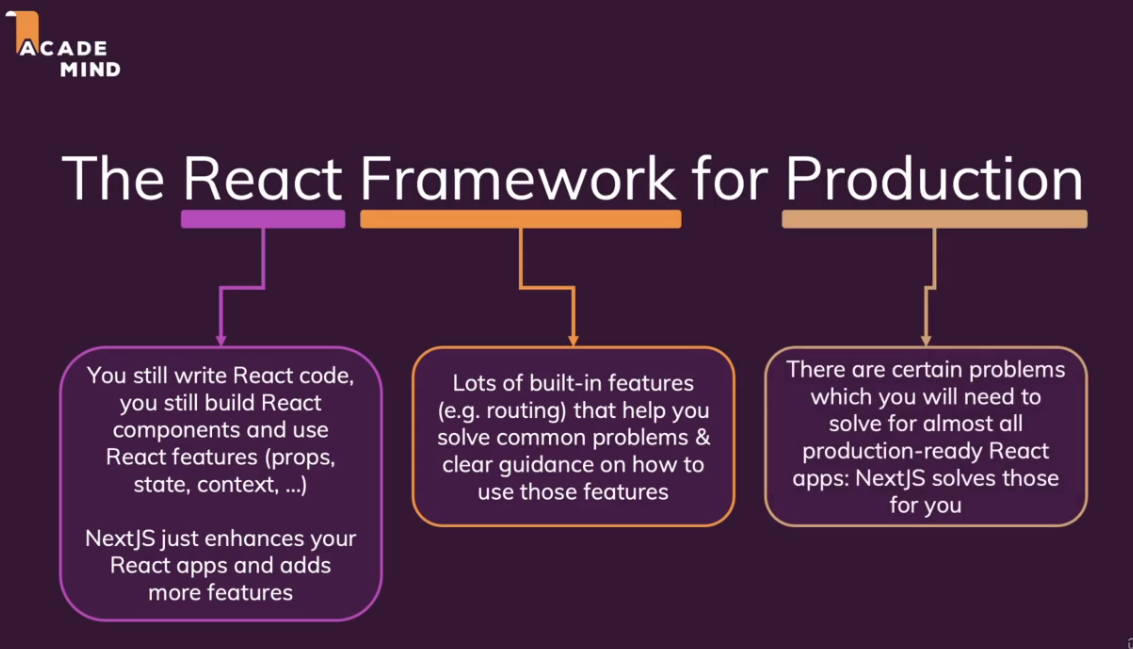 ACADE
MIND
The React Framework for Production
You still write React code,
you still build React
components and use
React features (props,
state, context, ...)
NextJS just enhances your
React apps and adds
more features
Lots of built-in features
(e.g. routing) that help you
solve common problems &
clear guidance on how to
use those features
There are certain problems
which you will need to
solve for almost all
production-ready React
apps: NextJS solves those
for you